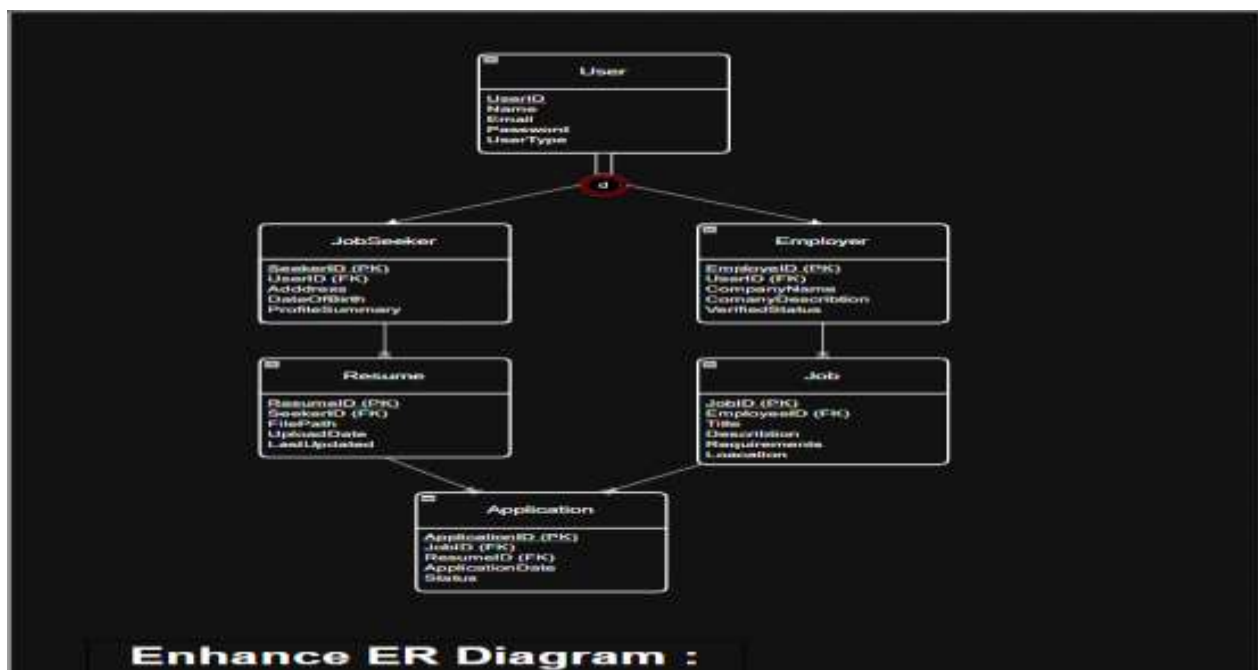 User
UserID
Name
Email
Password
UserType
d
JobSeeker
SeekerID (PK)
UserID (FK)
Adddress
DateOfBirth
ProfileSummary
Employer
EmployeID (PK)
UserID (FK)
CompanyName
ComanyDescribtion
VerifiedStatus
Resume
ResumeID (PK)
SeekerID (FK)
FilePath
UploadDate
LastUpdated
Job
JobID (PK)
EmployeeID (FK)
Title
Describtion
Requirements
Loacation
Application
ApplicationID (PK)
JobID (FK)
ResumeID (FK)
ApplicationDate
Status
Enhance ER Diagram :